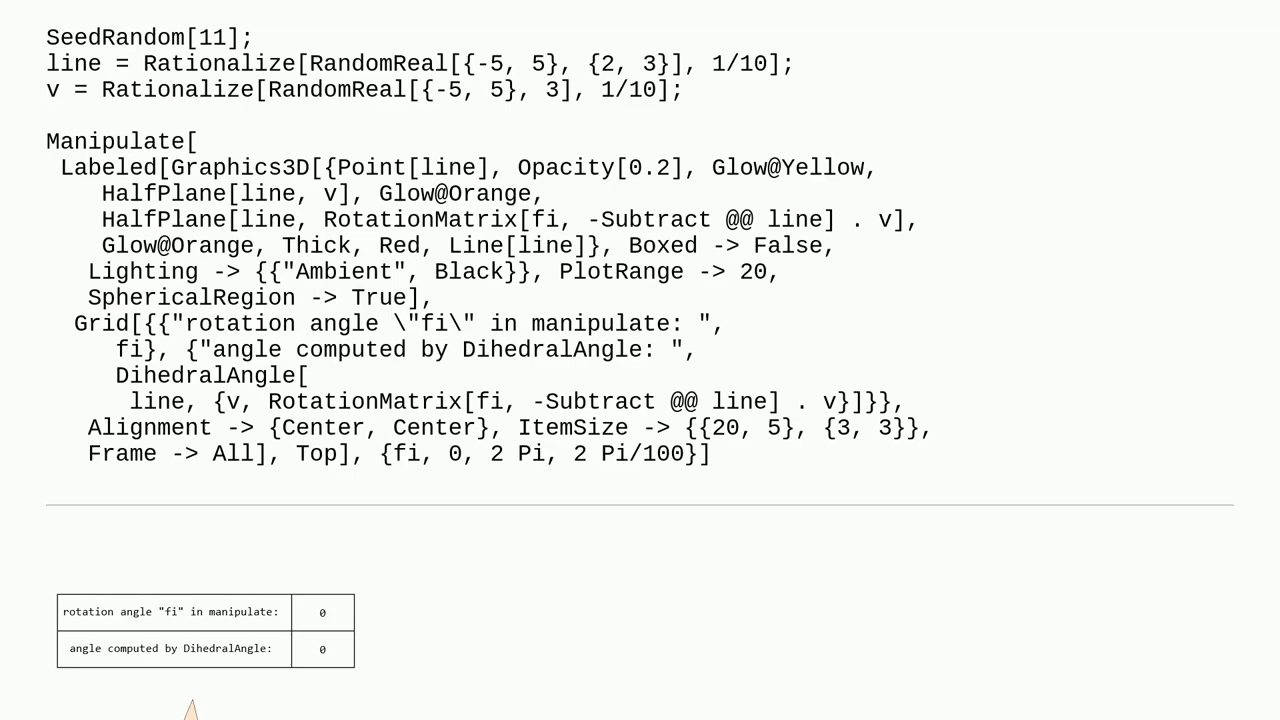 SeedRandom[11];
line = Rationalize[RandomReal[{-5, 5}, {2, 3}], 1/10];
v = Rationalize[RandomReal[{-5, 5}, 3], 1/10];
Manipulate[
Labeled[Graphics3D[{Point[line], Opacity[0.2], Glow@Yellow,
HalfPlane[line, v], Glow@Orange,
HalfPlane[line, RotationMatrix[fi, -Subtract @@ line] . v],
Glow@Orange, Thick, Red, Line[line]}, Boxed -> False,
Lighting -> {{"Ambient", Black}}, PlotRange -> 20,
SphericalRegion -> True],
Grid[{{"rotation angle \"fi\" in manipulate: ",
fi}, {"angle computed by DihedralAngle: ",
DihedralAngle[
line, {v, RotationMatrix[fi, -Subtract @@ line] . v}]}},
Alignment -> {Center, Center}, ItemSize -> {{20, 5}, {3, 3}},
Frame -> All], Top], {fi, 0, 2 Pi, 2 Pi/100}]
rotation angle "fi" in manipulate: 0
angle computed by DihedralAngle: 0